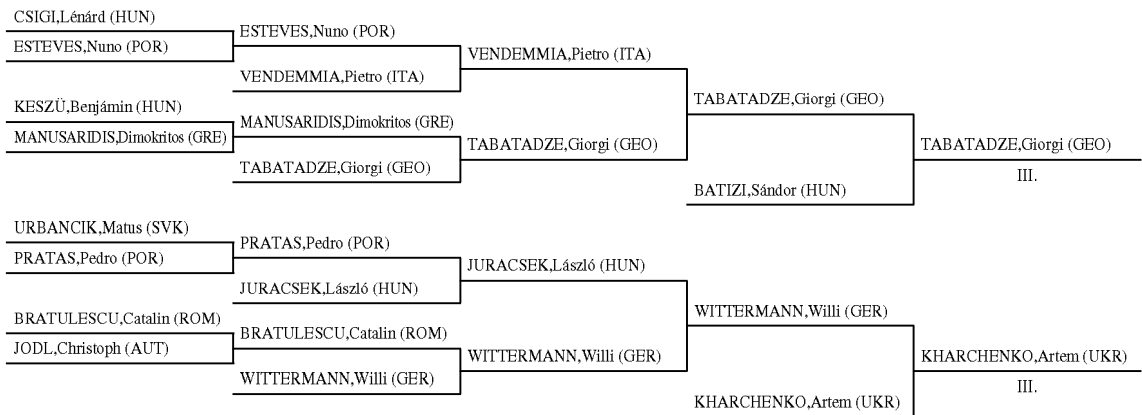 CSIGI,Lénárd (HUN)
ESTEVES,Nuno (POR)
ESTEVES,Nuno (POR)
VENDEMMIA,Pietro (ITA)
VENDEMMIA,Pietro (ITA)
KESZÜ,Benjámin (HUN)
MANUSARIDIS,Dimokritos (GRE)
MANUSARIDIS,Dimokritos (GRE)
TABATADZE,Giorgi (GEO)
TABATADZE,Giorgi (GEO)
TABATADZE,Giorgi (GEO)
BATIZI,Sándor (HUN)
TABATADZE,Giorgi (GEO)
III.
URBANCIK,Matus (SVK)
PRATAS,Pedro (POR)
PRATAS,Pedro (POR)
JURACSEK,László (HUN)
JURACSEK,László (HUN)
BRATULESCU,Catalin (ROM)
JODL,Christoph (AUT)
BRATULESCU,Catalin (ROM)
WITTERMANN,Willi (GER)
WITTERMANN,Willi (GER)
WITTERMANN,Willi (GER)
KHARCHENKO,Artem (UKR)
KHARCHENKO,Artem (UKR)
III.